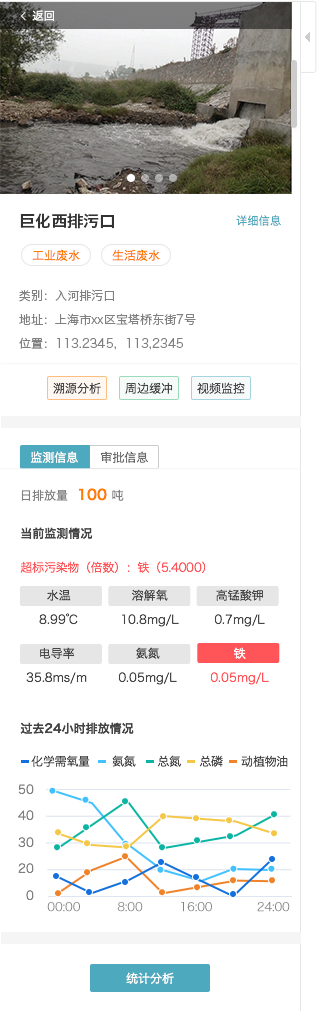 返回
巨化西排污口 详细信息
工业废水 生活废水
类别：入河排污口
地址：上海市xx区宝塔桥东街7号
位置：113.2345，113,2345
溯源分析 周边缓冲 视频监控
监测信息 审批信息
日排放量 100 吨
当前监测情况
超标污染物（倍数）：铁（5.4000）
水温 溶解氧 高锰酸钾
8.99℃ 10.8mg/L 0.7mg/L
电导率 氨氮 铁
35.8ms/m 0.05mg/L 0.05mg/L
过去24小时排放情况
化学需氧量 氨氮 总氮 总磷 动植物油
50
40
30
20
0
00:00 8:00 16:00 24:00
统计分析